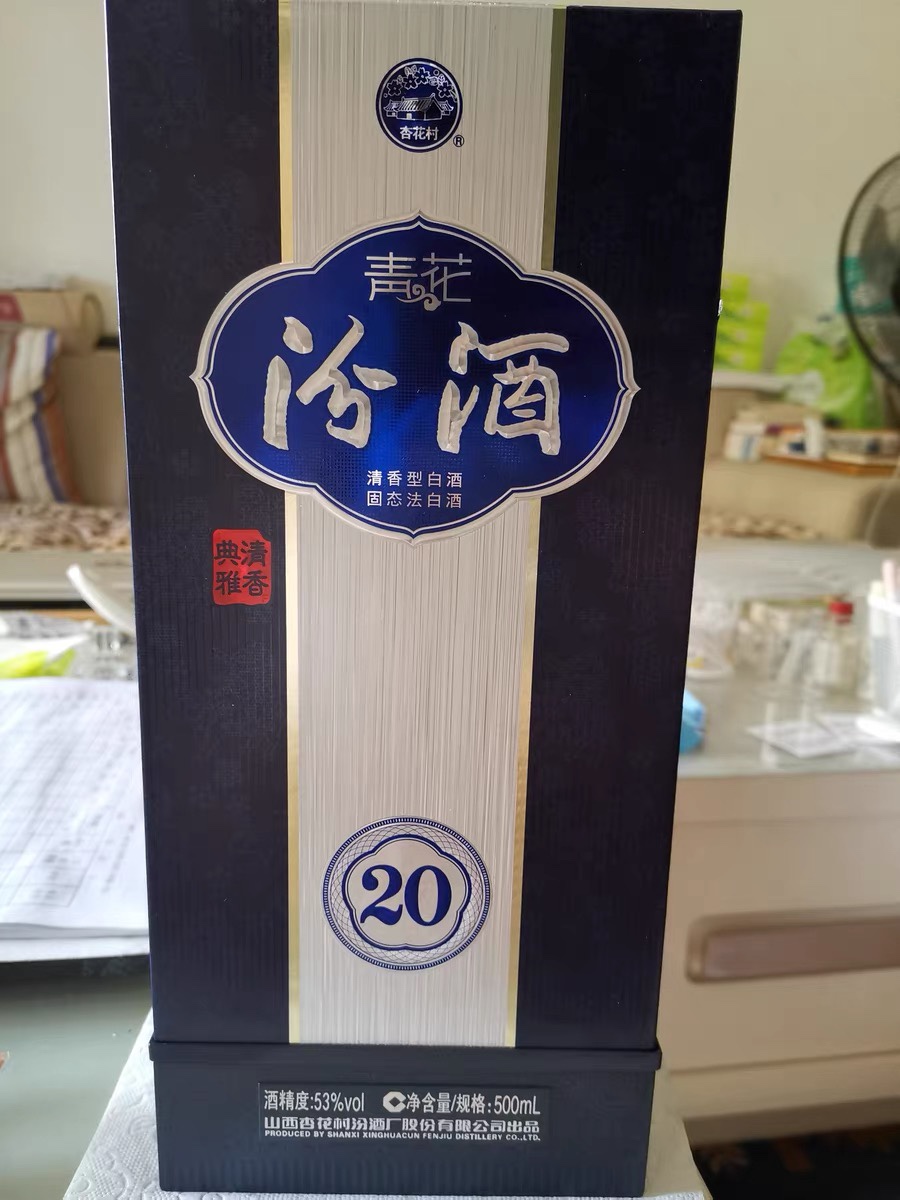 杏花村
®
青花
汾酒
清香型白酒
固态法白酒
清香
典雅
20
酒精度:53%vol 净含量/规格:500mL
山西杏花村汾酒厂股份有限公司出品
PRODUCED BY SHANXI XINGHUACUN FENJIU DISTILLERY CO.,LTD.